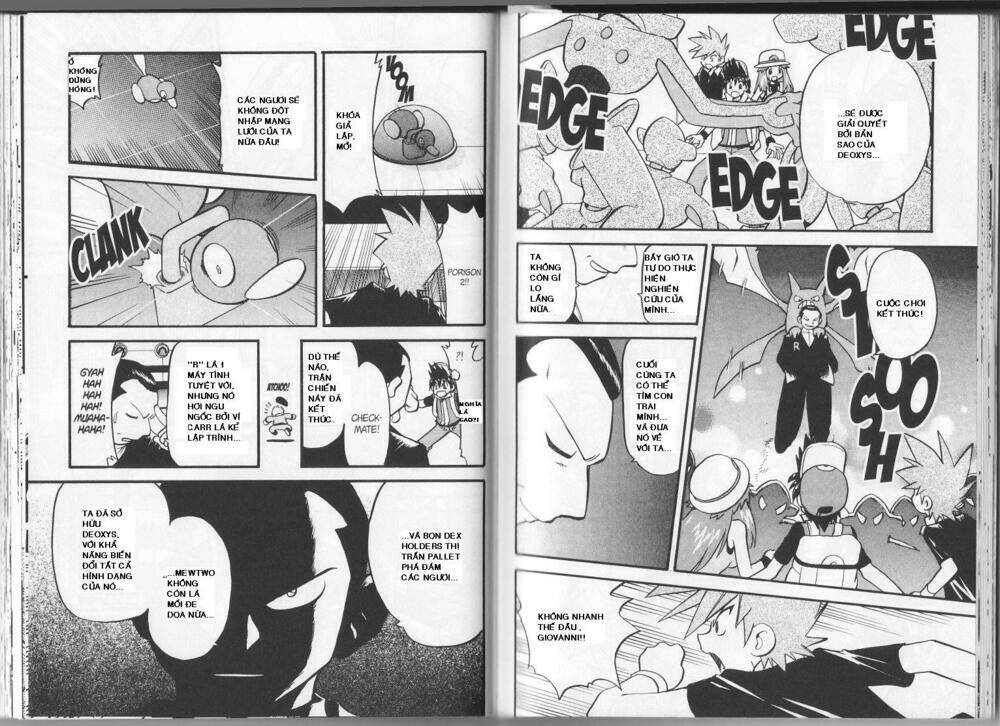 Ồ
KHÔNG
ĐỪNG
HÒNG!
CÁC NGƯƠI SẼ
KHÔNG ĐỘT
NHẬP MẠNG
LƯỚI CỦA TA
NỮA ĐÂU!
VOOM
KHÓA
GIẢ
LẬP,
MỞ!
CLANK
PORIGON
2!!
GYAH
HAH
HAH
HAH!
MUAHA-
HAHA!
"R" LÀ 1
MÁY TÍNH
TUYỆT VỜI,
NHƯNG NÓ
HƠI NGU
NGỐC BỞI VÌ
CARR LÀ KẺ
LẬP TRÌNH...
ATCHOO!
DÙ THẾ
NÀO,
TRẬN
CHIẾN
NÀY ĐÃ
KẾT
THÚC.
CHECK-
MATE!
?!
NGHĨA
LÀ
SAO?!
TA ĐÃ SỞ
HỮU
DEOXYS,
VỚI KHẢ
NĂNG BIẾN
ĐỔI TẤT CẢ
HÌNH DẠNG
CỦA NÓ...
...MEWTWO
KHÔNG
CÒN LÀ
MỐI ĐE
DỌA NỮA...
...VÀ BỌN DEX
HOLDERS THỊ
TRẤN PALLET
PHÁ ĐÁM
CÁC NGƯƠI...
EDGE
EDGE
EDGE
...SẼ ĐƯỢC
GIẢI QUYẾT
BỞI BẢN
SAO CỦA
DEOXYS...
TA
KHÔNG
CÒN GÌ
LO
LẮNG
NỮA.
BẤY GIỜ TA
TỰ DO THỰC
HIỆN
NGHIÊN
CỨU CỦA
MÌNH...
CUỘC CHƠI
KẾT THÚC!
R
CUỐI
CÙNG TA
CÓ THỂ
TÌM CON
TRAI
MÌNH...
VÀ ĐƯA
NÓ VỀ
VỚI TA...
KHÔNG NHANH
THẾ ĐÂU,
GIOVANNI!!